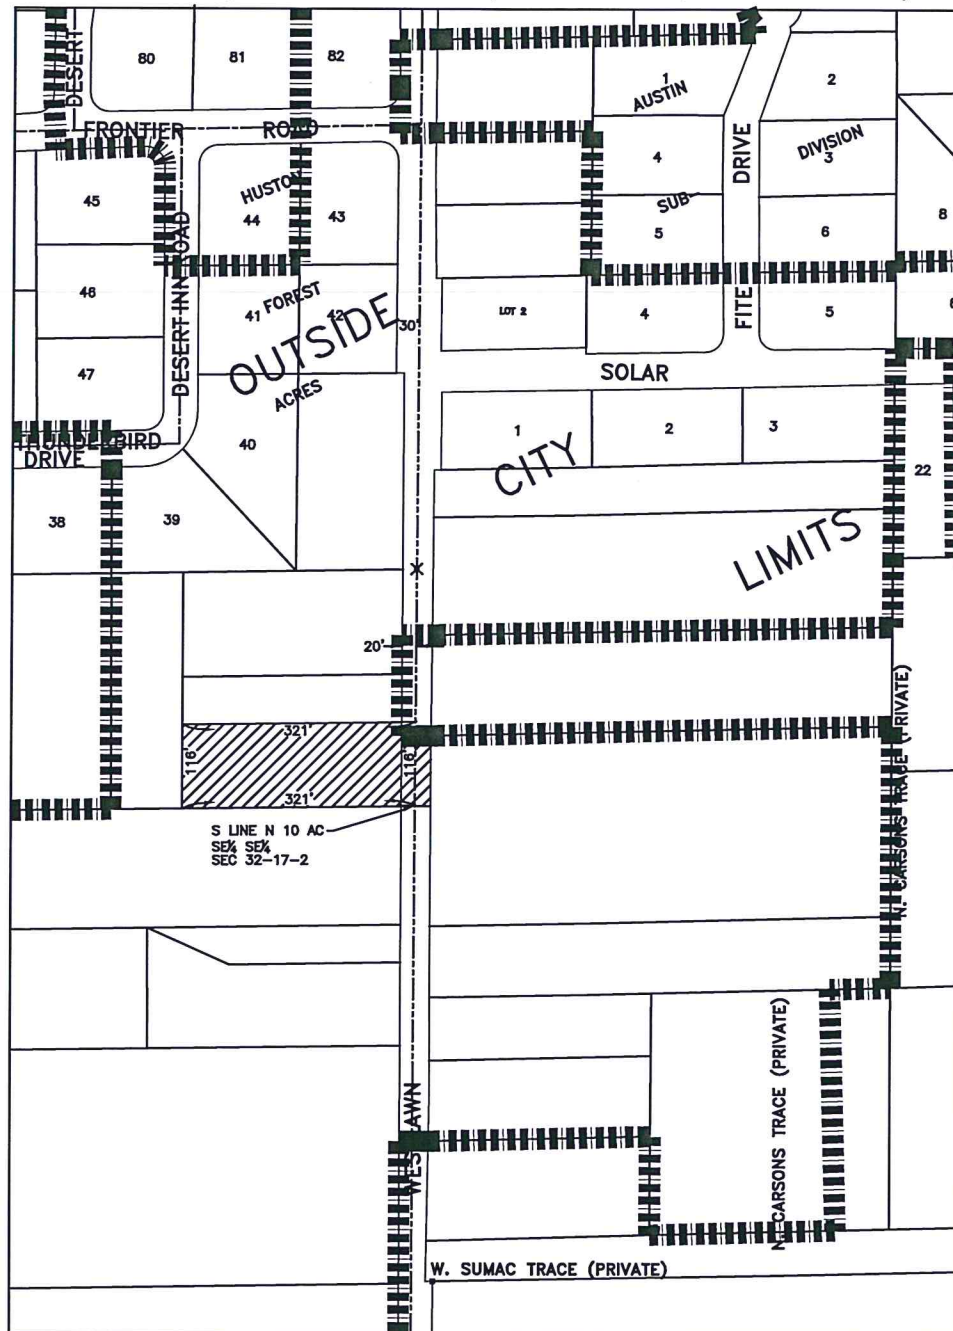 DESERT
80
81
82
1
AUSTIN
2
FRONTIER ROAD
DRIVE
DIVISION
3
4
HUSTON
45
44
43
SUB-
5
6
8
DESERT INN ROAD
46
41
FOREST
42
OUTSIDE
30'
LOT 2
4
FITE
5
6
47
ACRES
SOLAR
40
1
2
3
THUNDERBIRD
DRIVE
CITY
22
38
39
LIMITS
20'
321'
116'
116'
321'
N. CARSONS TRACE (PRIVATE)
S LINE N 10 AC
SE¼ SE¼
SEC 32-17-2
N. CARSONS TRACE (PRIVATE)
W. SUMAC TRACE (PRIVATE)